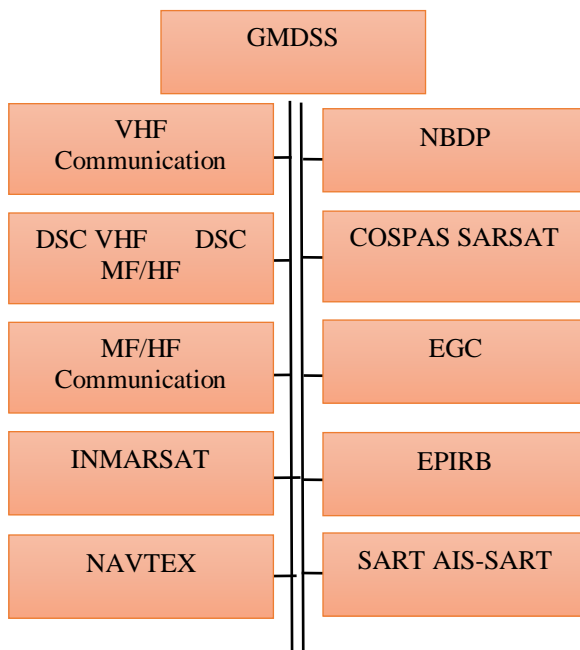 GMDSS
VHF
Communication
NBDP
DSC VHF DSC
MF/HF
COSPAS SARSAT
MF/HF
Communication
EGC
INMARSAT
EPIRB
NAVTEX
SART AIS-SART